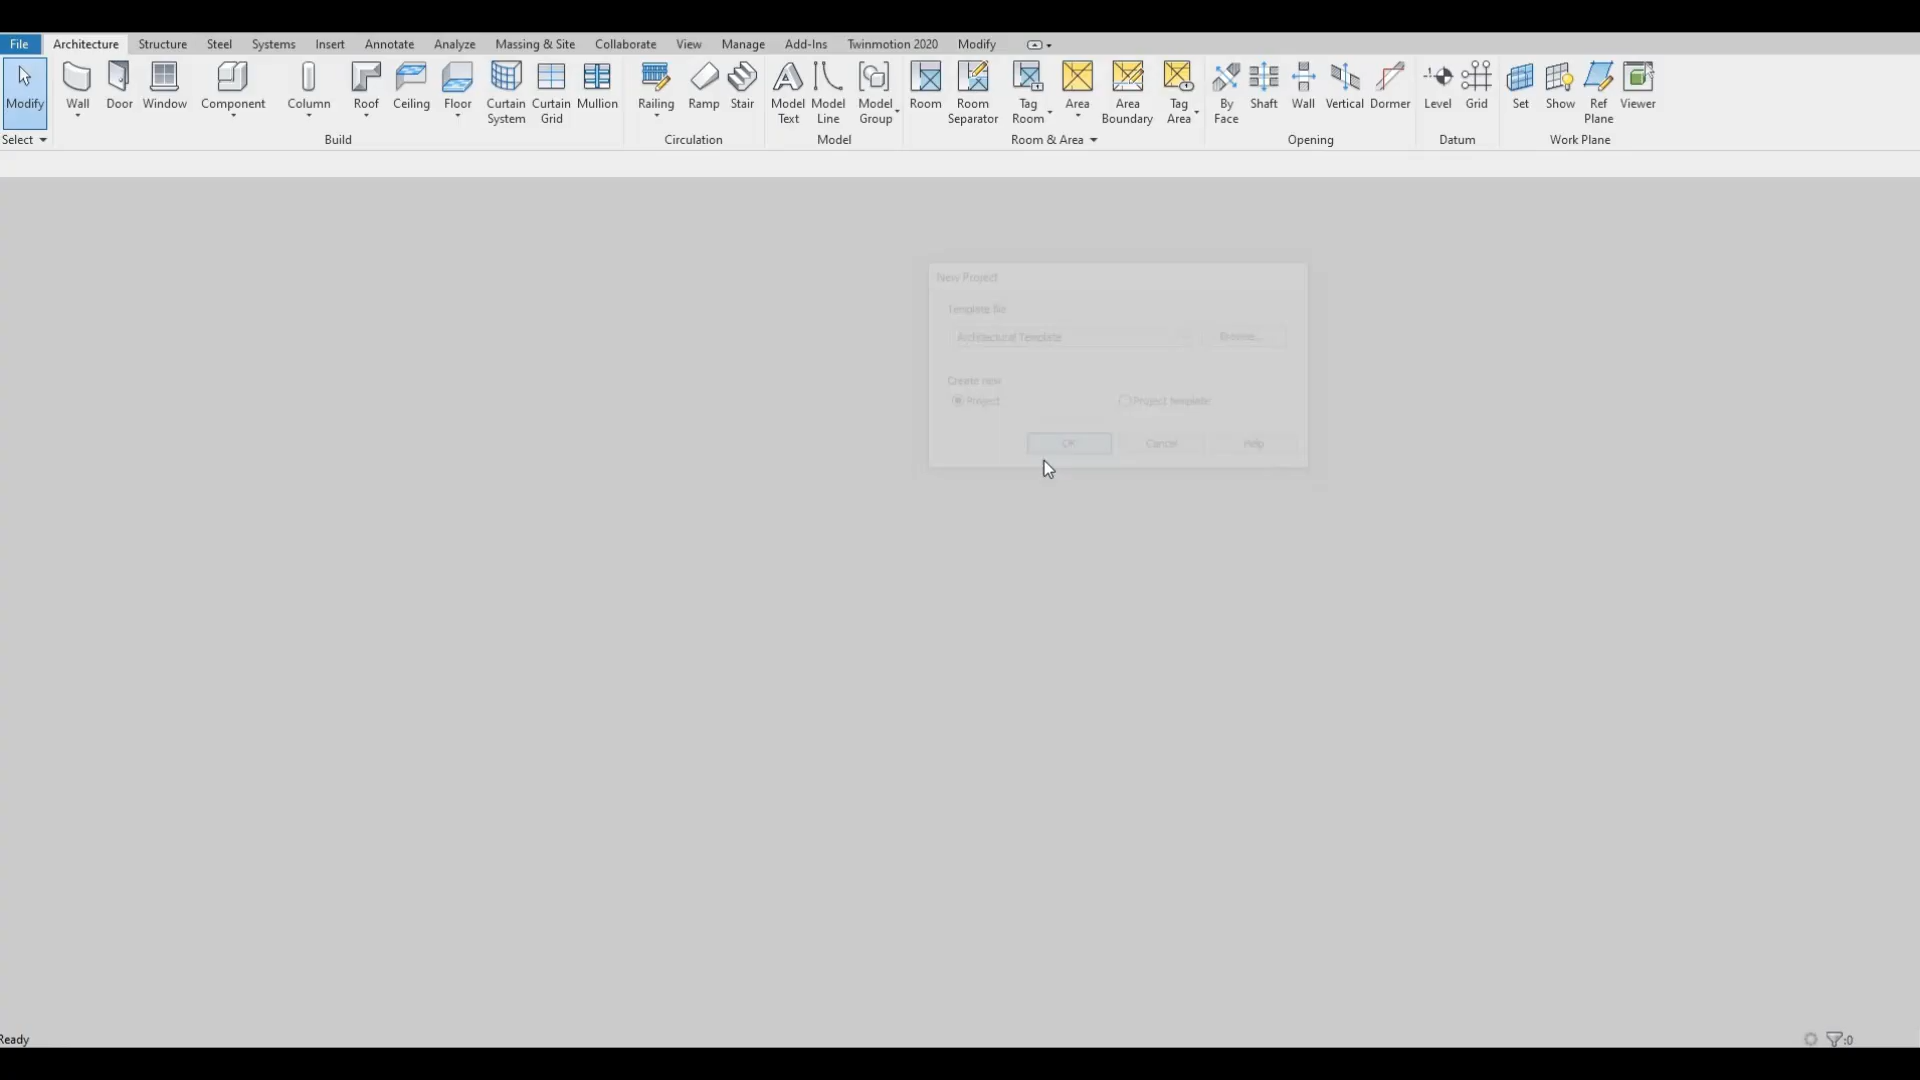 File Architecture Structure Steel Systems Insert Annotate Analyze Massing & Site Collaborate View Manage Add-Ins Twinmotion 2020 Modify
Modify Wall Door Window Component Column Roof Ceiling Floor Curtain System Curtain Grid Mullion Railing Ramp Stair Model Text Model Line Model Group Room Room Separator Tag Room Area Area Boundary Tag Area By Face Shaft Wall Vertical Dormer Level Grid Set Show Ref Plane Viewer
Select Build Circulation Model Room & Area Opening Datum Work Plane
New Project
Template file
Architectural Template Browse...
Create new
Project Project template
OK Cancel Help
Ready :0